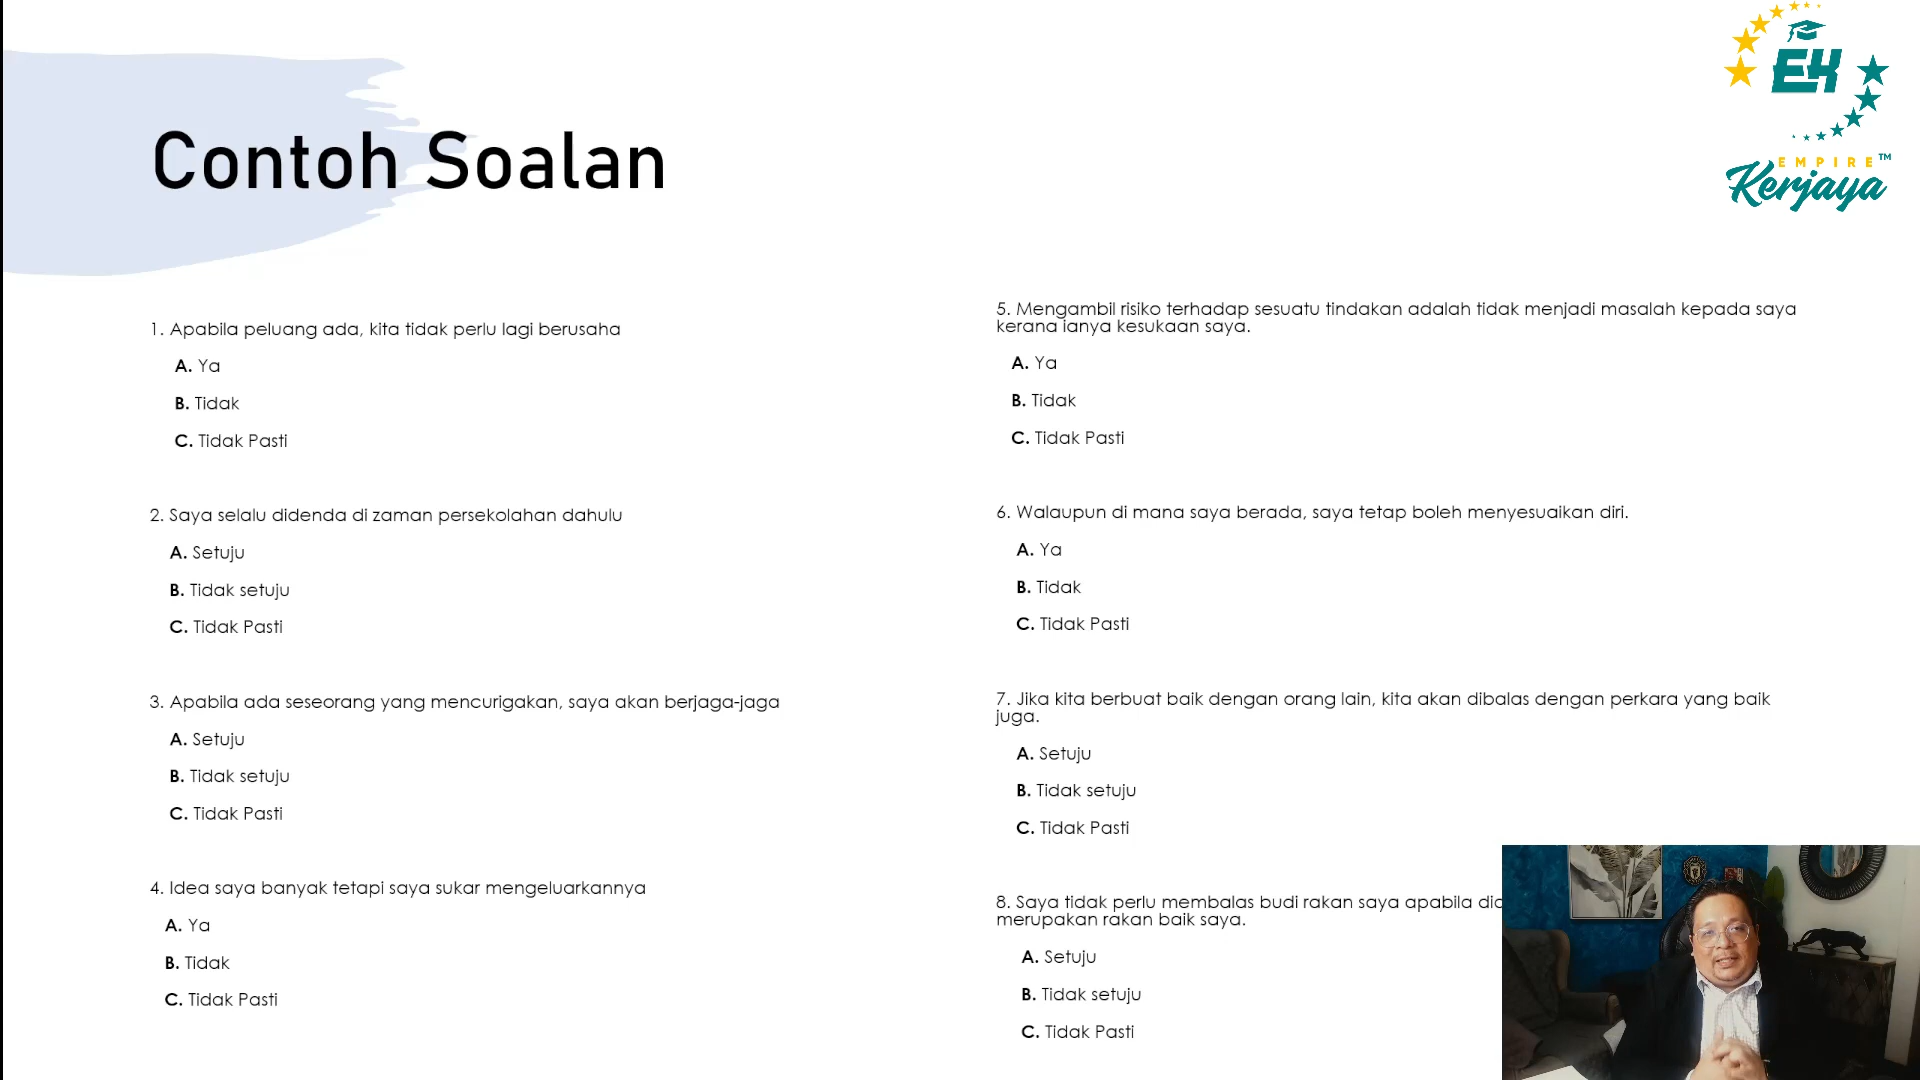 Contoh Soalan
EK
EMPIRE™
Kerjaya
1. Apabila peluang ada, kita tidak perlu lagi berusaha
A. Ya
B. Tidak
C. Tidak Pasti
2. Saya selalu didenda di zaman persekolahan dahulu
A. Setuju
B. Tidak setuju
C. Tidak Pasti
3. Apabila ada seseorang yang mencurigakan, saya akan berjaga-jaga
A. Setuju
B. Tidak setuju
C. Tidak Pasti
4. Idea saya banyak tetapi saya sukar mengeluarkannya
A. Ya
B. Tidak
C. Tidak Pasti
5. Mengambil risiko terhadap sesuatu tindakan adalah tidak menjadi masalah kepada saya
kerana ianya kesukaan saya.
A. Ya
B. Tidak
C. Tidak Pasti
6. Walaupun di mana saya berada, saya tetap boleh menyesuaikan diri.
A. Ya
B. Tidak
C. Tidak Pasti
7. Jika kita berbuat baik dengan orang lain, kita akan dibalas dengan perkara yang baik
juga.
A. Setuju
B. Tidak setuju
C. Tidak Pasti
8. Saya tidak perlu membalas budi rakan saya apabila
merupakan rakan baik saya.
A. Setuju
B. Tidak setuju
C. Tidak Pasti